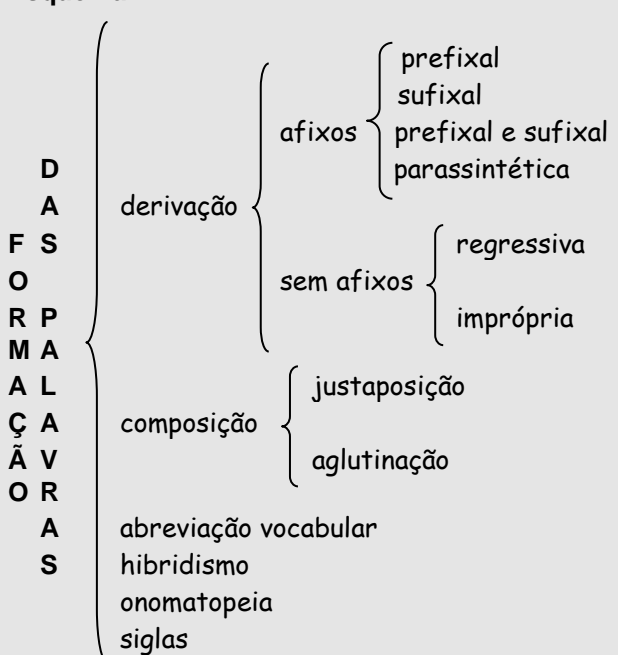 FORMAÇÃO
DAS PALAVRAS
derivação
afixos
prefixal
sufixal
prefixal e sufixal
parassintética
sem afixos
regressiva
imprópria
composição
justaposição
aglutinação
abreviação vocabular
hibridismo
onomatopeia
siglas